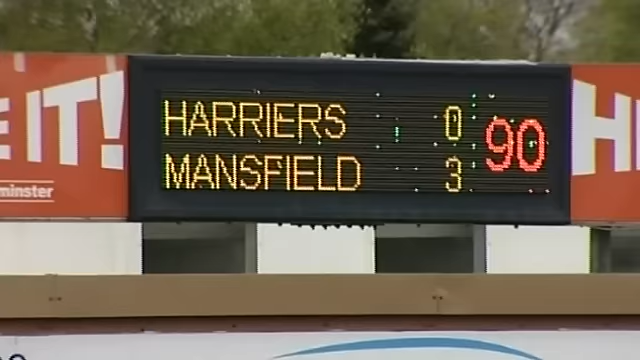 HARRIERS 0
MANSFIELD 3
90
IT!
minster